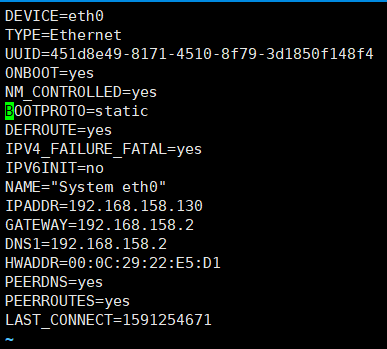 DEVICE=eth0
TYPE=Ethernet
UUID=451d8e49-8171-4510-8f79-3d1850f148f4
ONBOOT=yes
NM_CONTROLLED=yes
BOOTPROTO=static
DEFROUTE=yes
IPV4_FAILURE_FATAL=yes
IPV6INIT=no
NAME="System eth0"
IPADDR=192.168.158.130
GATEWAY=192.168.158.2
DNS1=192.168.158.2
HWADDR=00:0C:29:22:E5:D1
PEERDNS=yes
PEERROUTES=yes
LAST_CONNECT=1591254671
~